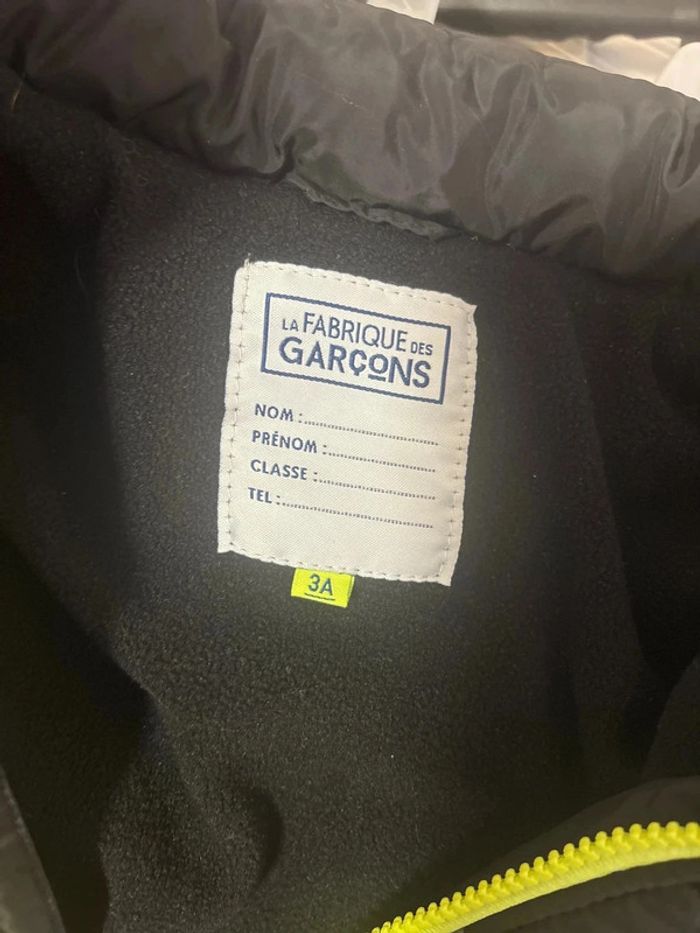 LA FABRIQUE DES
GARÇONS
NOM :
PRÉNOM :
CLASSE :
TEL :
3A